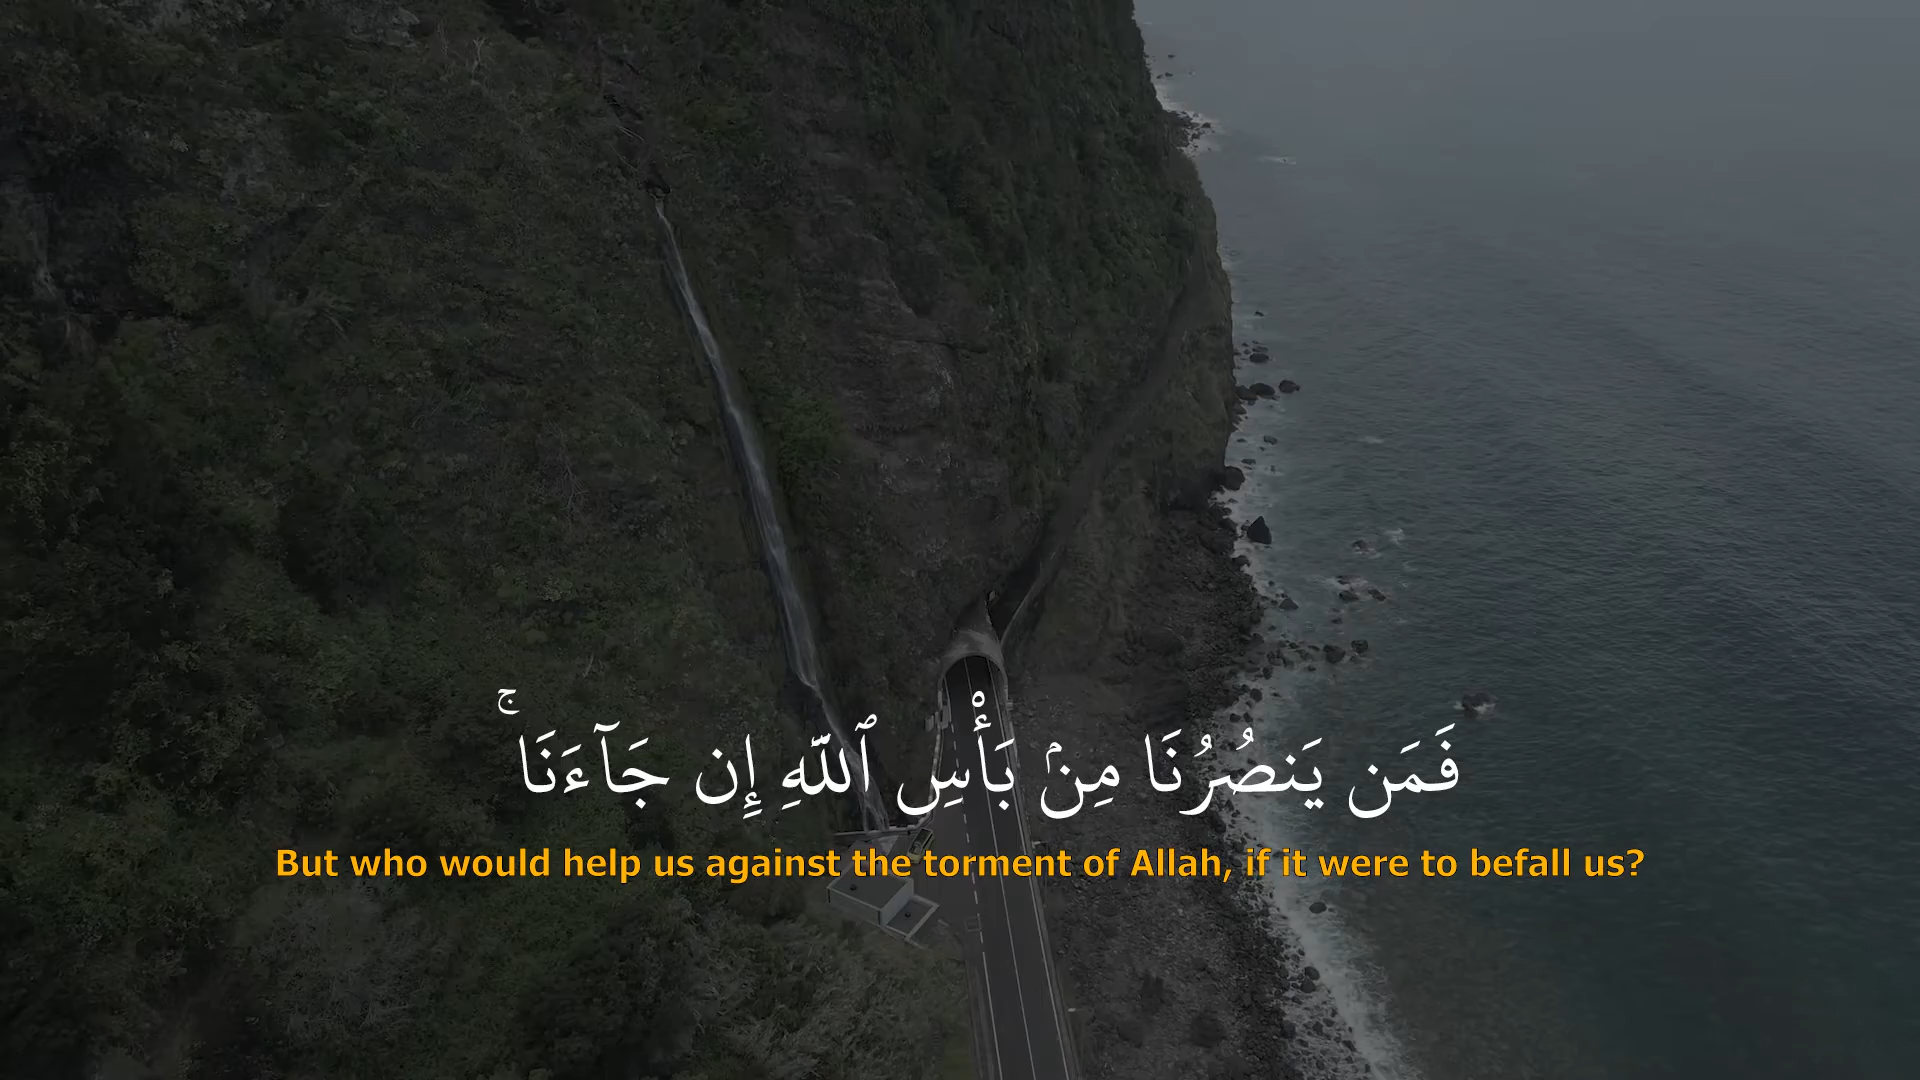 فَمَن يَنصُرُنَا مِنۢ بَأْسِ ٱللَّهِ إِن جَآءَنَا ۚ
But who would help us against the torment of Allah, if it were to befall us?